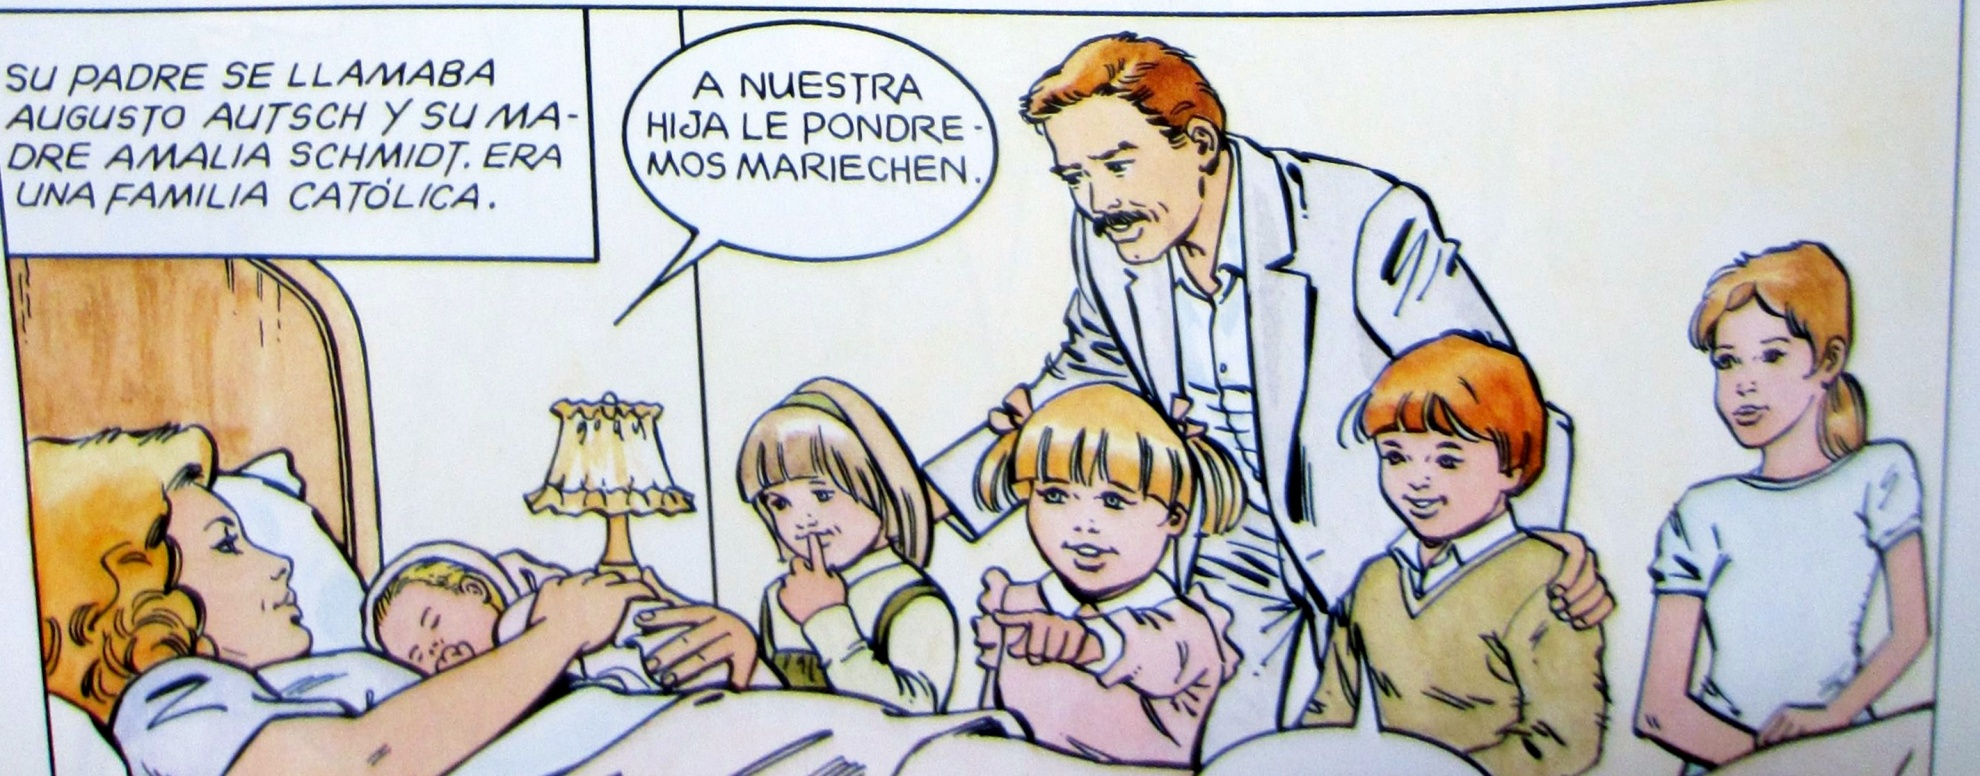 SU PADRE SE LLAMABA
AUGUSTO AUTSCH Y SU MA-
DRE AMALIA SCHMIDT. ERA
UNA FAMILIA CATÓLICA.
A NUESTRA
HIJA LE PONDRE-
MOS MARIECHEN.